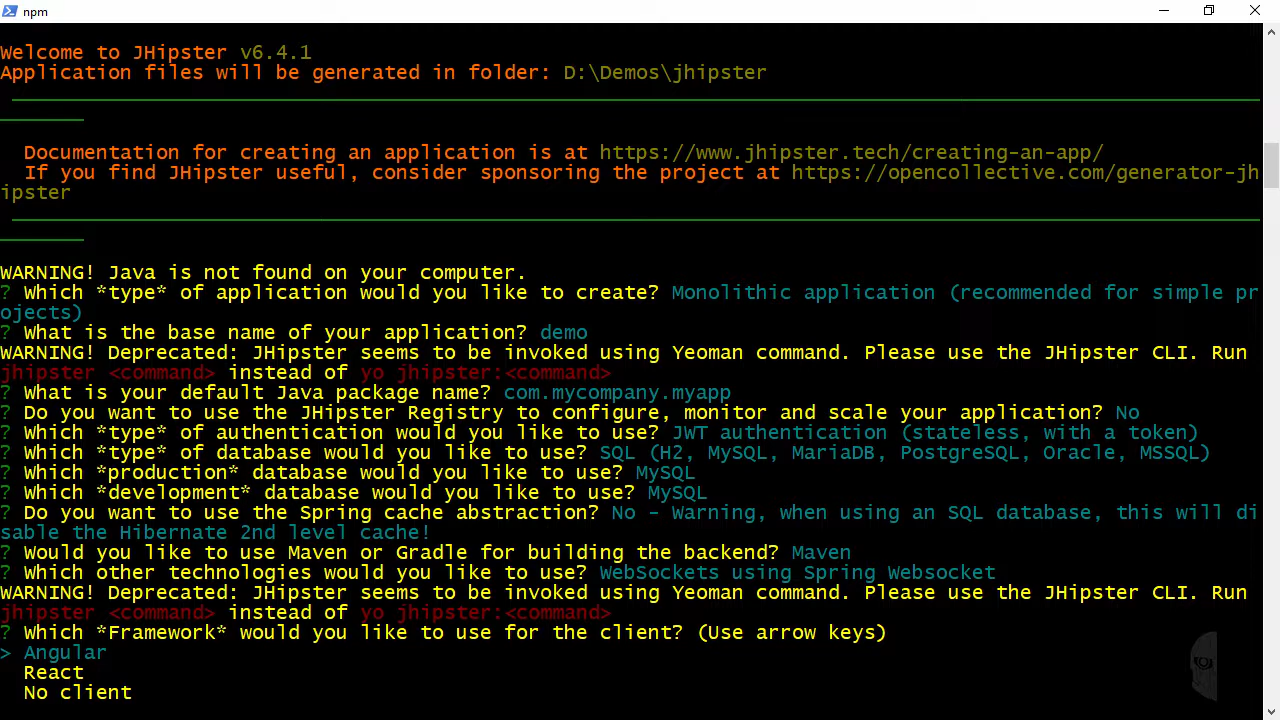 npm
Welcome to JHipster v6.4.1
Application files will be generated in folder: D:\Demos\jhipster
Documentation for creating an application is at https://www.jhipster.tech/creating-an-app/
If you find JHipster useful, consider sponsoring the project at https://opencollective.com/generator-jh
ipster
WARNING! Java is not found on your computer.
? Which *type* of application would you like to create? Monolithic application (recommended for simple pr
ojects)
? What is the base name of your application? demo
WARNING! Deprecated: JHipster seems to be invoked using Yeoman command. Please use the JHipster CLI. Run
jhipster <command> instead of yo jhipster:<command>
? What is your default Java package name? com.mycompany.myapp
? Do you want to use the JHipster Registry to configure, monitor and scale your application? No
? Which *type* of authentication would you like to use? JWT authentication (stateless, with a token)
? Which *type* of database would you like to use? SQL (H2, MySQL, MariaDB, PostgreSQL, Oracle, MSSQL)
? Which *production* database would you like to use? MySQL
? Which *development* database would you like to use? MySQL
? Do you want to use the Spring cache abstraction? No - Warning, when using an SQL database, this will di
sable the Hibernate 2nd level cache!
? Would you like to use Maven or Gradle for building the backend? Maven
? Which other technologies would you like to use? WebSockets using Spring Websocket
WARNING! Deprecated: JHipster seems to be invoked using Yeoman command. Please use the JHipster CLI. Run
jhipster <command> instead of yo jhipster:<command>
? Which *Framework* would you like to use for the client? (Use arrow keys)
> Angular
React
No client